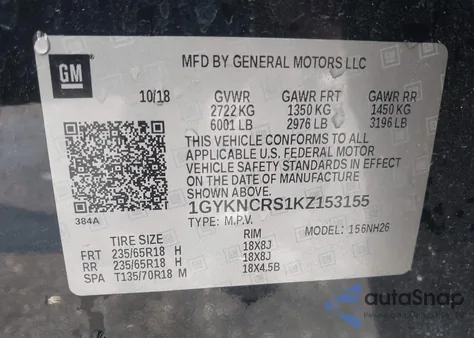 GM
MFD BY GENERAL MOTORS LLC
10/18 GVWR GAWR FRT GAWR RR
2722 KG 1350 KG 1450 KG
6001 LB 2976 LB 3196 LB
THIS VEHICLE CONFORMS TO ALL
APPLICABLE U.S. FEDERAL MOTOR
VEHICLE SAFETY STANDARDS IN EFFECT
ON THE DATE OF MANUFACTURE
SHOWN ABOVE.
384A
1GYKNCRS1KZ153155
TYPE: M.P.V. MODEL: 156NH26
TIRE SIZE RIM
FRT 235/65R18 H 18X8J
RR 235/65R18 H 18X8J
SPA T135/70R18 M 18X4.5B
autoSnap